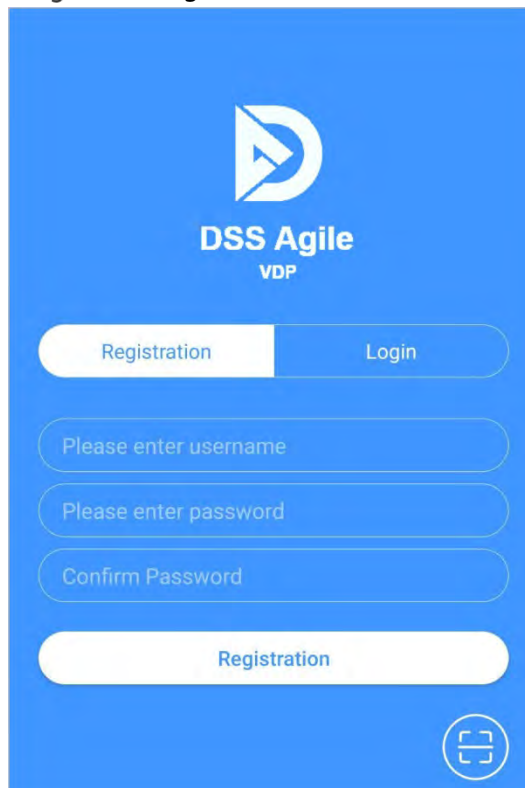 DSS Agile
VDP
Registration
Login
Please enter username
Please enter password
Confirm Password
Registration